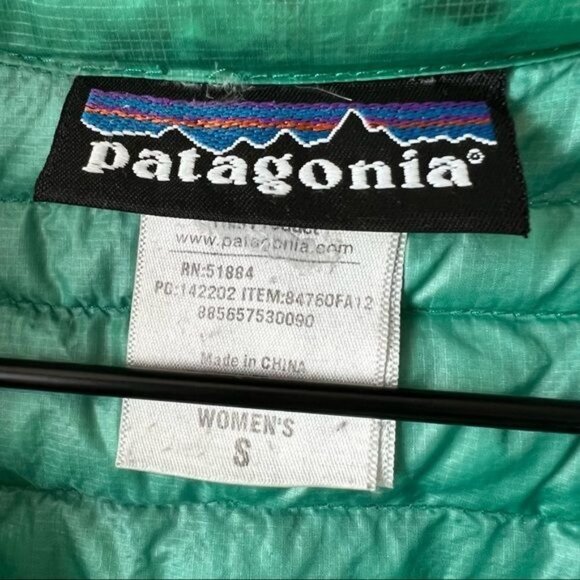 patagonia®
www.patagonia.com
RN:51884
PO:142202 ITEM:84760FA12
885657530090
Made in CHINA
WOMEN'S
S